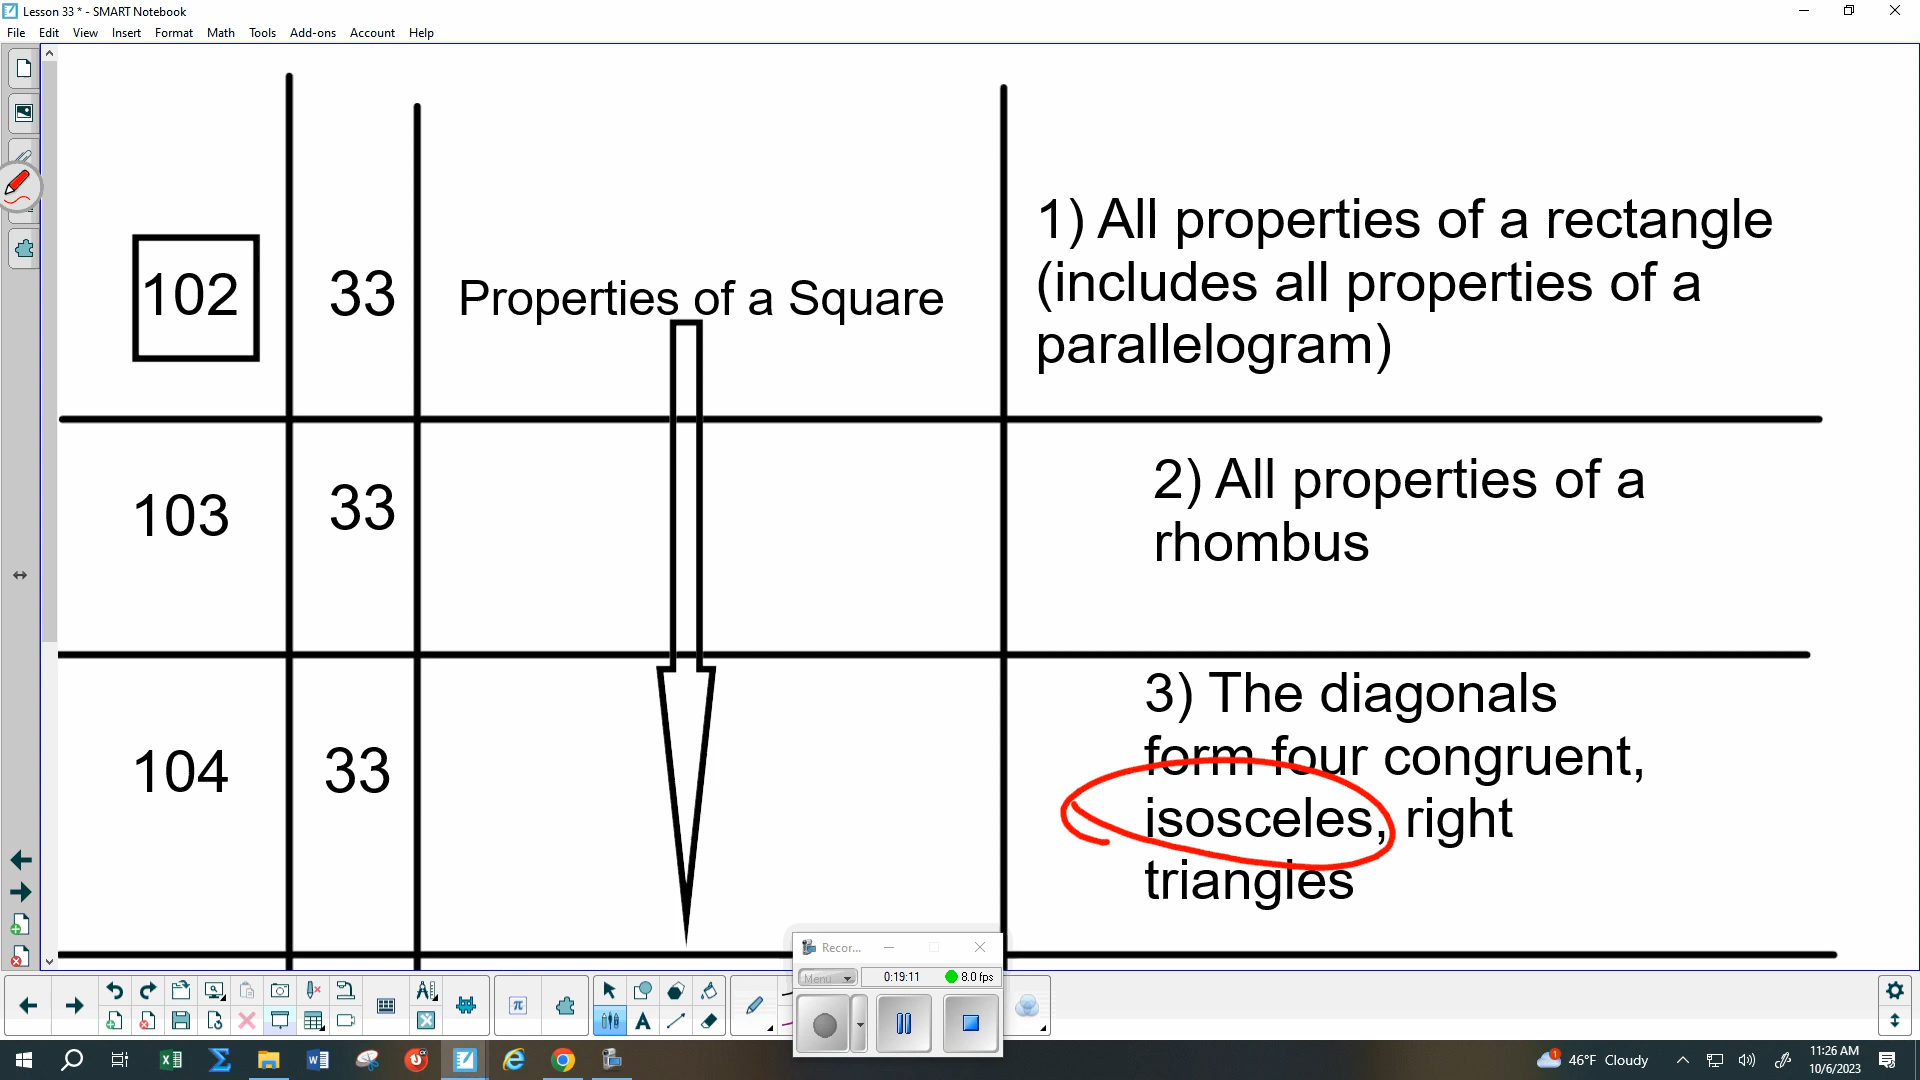 Lesson 33 * - SMART Notebook
File Edit View Insert Format Math Tools Add-ons Account Help
102 33 Properties of a Square
1) All properties of a rectangle
(includes all properties of a
parallelogram)
103 33
2) All properties of a
rhombus
104 33
3) The diagonals
form four congruent,
isosceles, right
triangles
Recor...
Menu 0:19:11 8.0 fps
46°F Cloudy
11:26 AM
10/6/2023